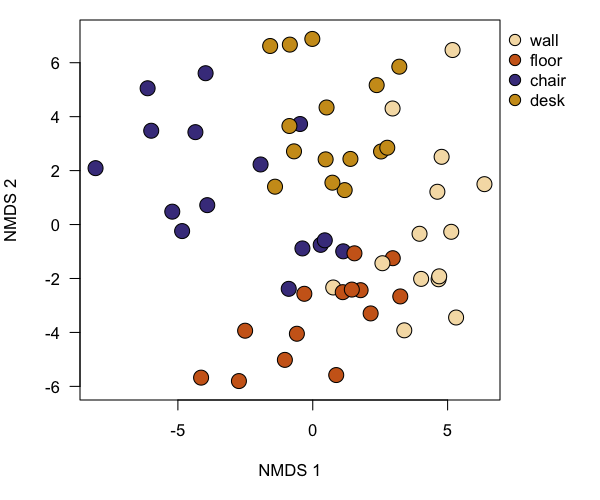 wall
floor
chair
desk
6
4
2
0
-2
-4
-6
NMDS 2
-5 0 5
NMDS 1